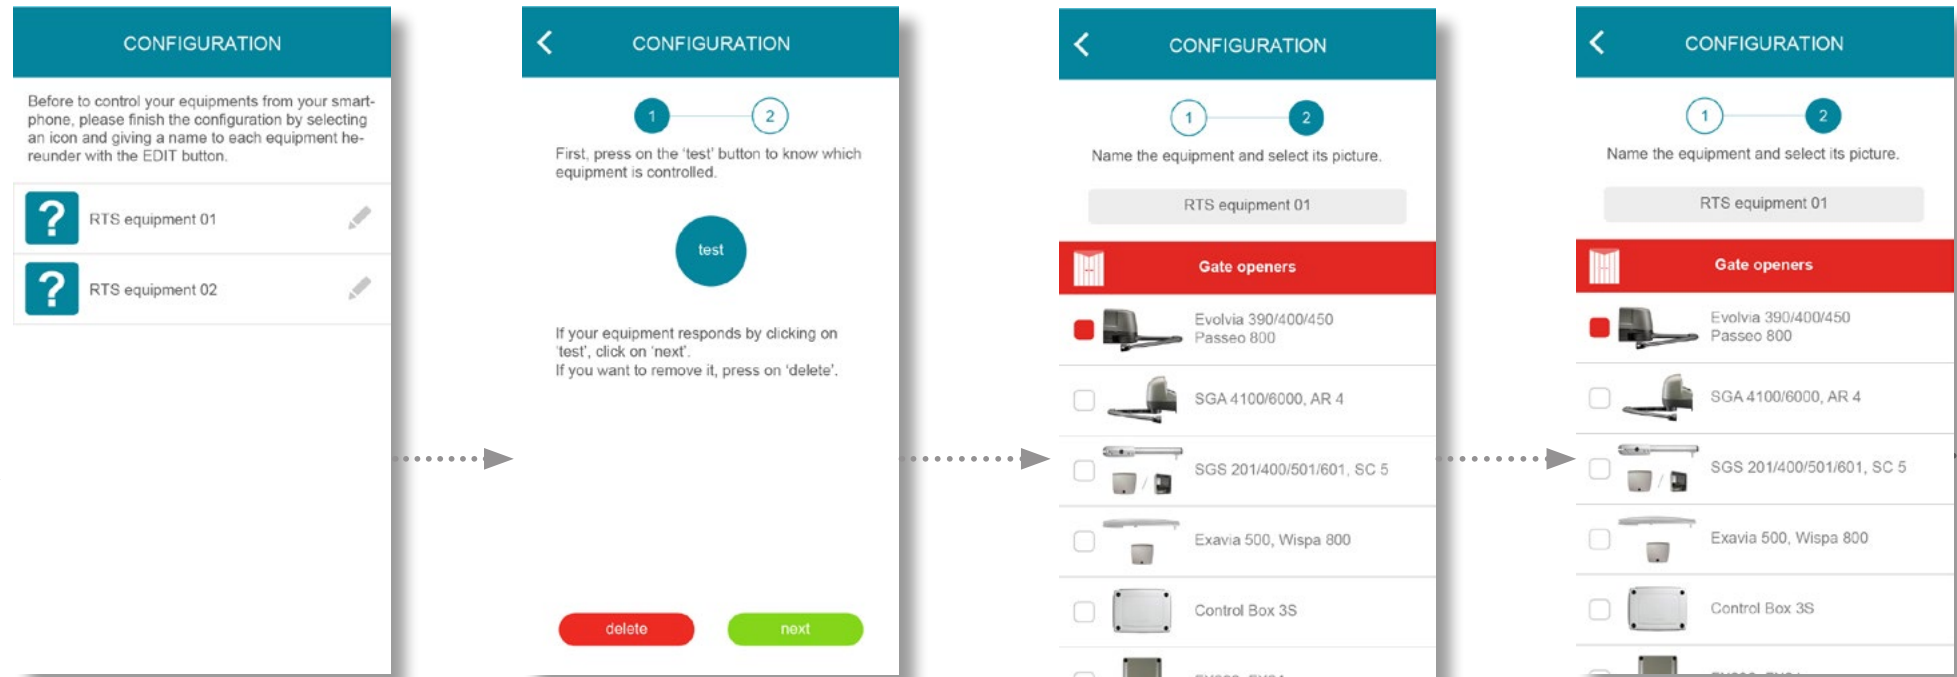 CONFIGURATION
Before to control your equipments from your smart-
phone, please finish the configuration by selecting
an icon and giving a name to each equipment he-
reunder with the EDIT button.
?
RTS equipment 01
?
RTS equipment 02
CONFIGURATION
1
2
First, press on the 'test' button to know which
equipment is controlled.
test
If your equipment responds by clicking on
'test', click on 'next'.
If you want to remove it, press on 'delete'.
delete
next
CONFIGURATION
1
2
Name the equipment and select its picture.
RTS equipment 01
Gate openers
Evolvia 390/400/450
Passeo 800
SGA 4100/6000, AR 4
SGS 201/400/501/601, SC 5
/
Exavia 500, Wispa 800
Control Box 3S
CONFIGURATION
1
2
Name the equipment and select its picture.
RTS equipment 01
Gate openers
Evolvia 390/400/450
Passeo 800
SGA 4100/6000, AR 4
SGS 201/400/501/601, SC 5
/
Exavia 500, Wispa 800
Control Box 3S